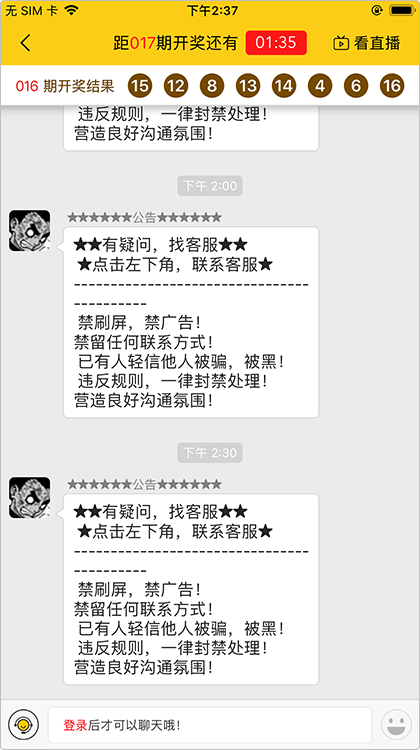 无 SIM 卡 下午2:37
距017期开奖还有 01:35 看直播
016 期开奖结果 15 12 8 13 14 4 6 16
违反规则，一律封禁处理！
营造良好沟通氛围！
下午 2:00
★★★★★★公告★★★★★★
★★有疑问，找客服★★
★点击左下角，联系客服★
--------------------------------
----------
禁刷屏，禁广告！
禁留任何联系方式！
已有人轻信他人被骗，被黑！
违反规则，一律封禁处理！
营造良好沟通氛围！
下午 2:30
★★★★★★公告★★★★★★
★★有疑问，找客服★★
★点击左下角，联系客服★
--------------------------------
----------
禁刷屏，禁广告！
禁留任何联系方式！
已有人轻信他人被骗，被黑！
违反规则，一律封禁处理！
营造良好沟通氛围！
登录后才可以聊天哦！